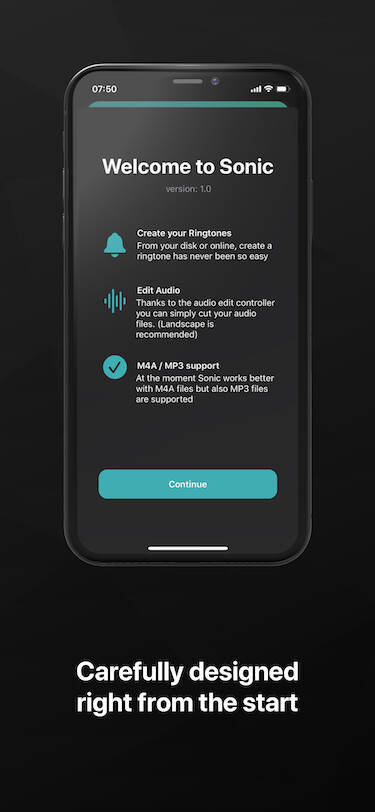 07:50
Welcome to Sonic
version: 1.0
Create your Ringtones
From your disk or online, create a
ringtone has never been so easy
Edit Audio
Thanks to the audio edit controller
you can simply cut your audio
files. (Landscape is
recommended)
M4A / MP3 support
At the moment Sonic works better
with M4A files but also MP3 files
are supported
Continue
Carefully designed
right from the start